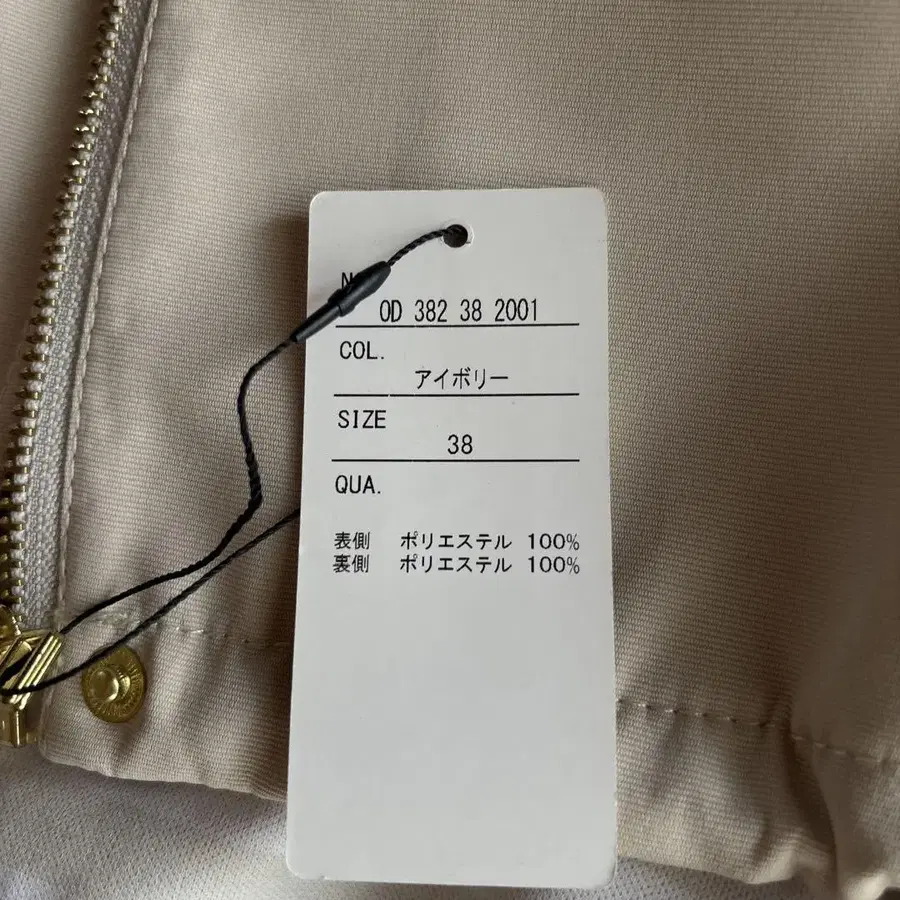 OD 382 38 2001
COL.
アイボリー
SIZE
38
QUA.
表側 ポリエステル 100%
裏側 ポリエステル 100%